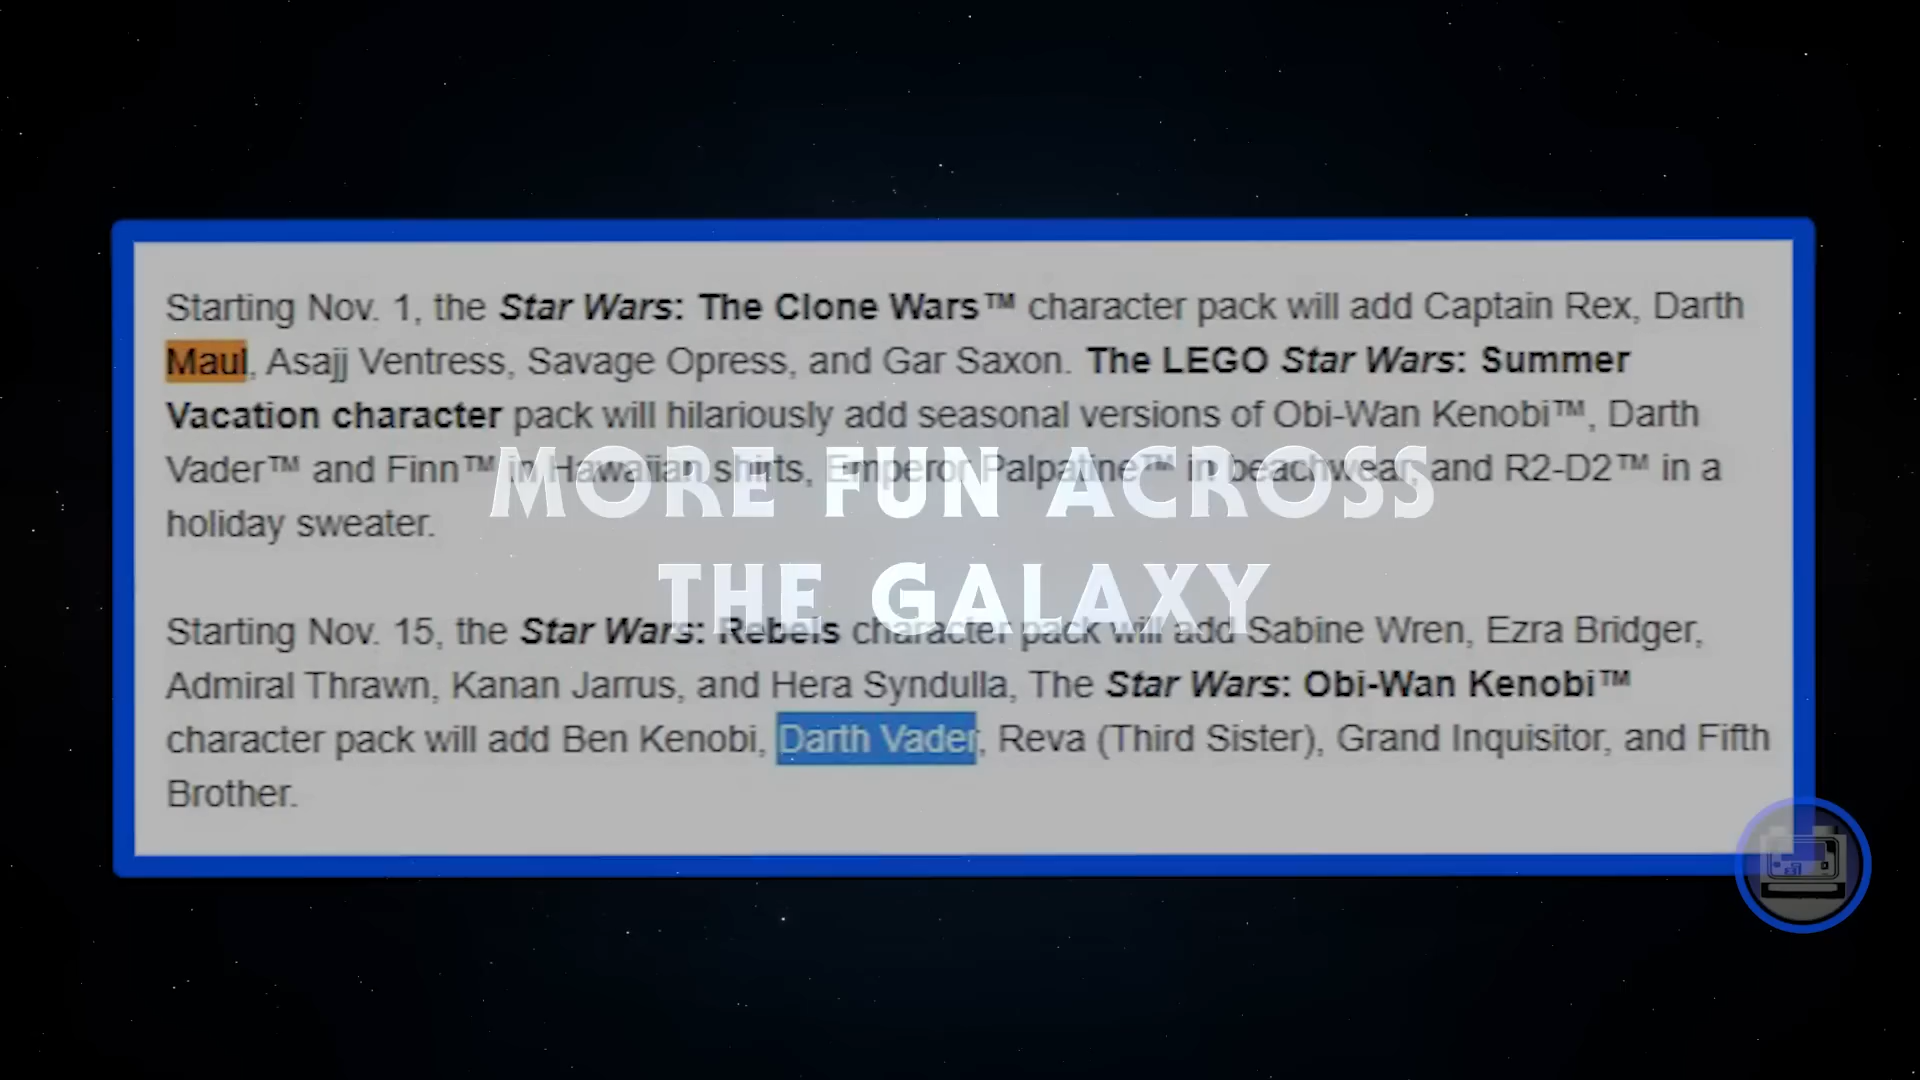 Starting Nov. 1, the Star Wars: The Clone Wars™ character pack will add Captain Rex, Darth
Maul, Asajj Ventress, Savage Opress, and Gar Saxon. The LEGO Star Wars: Summer
Vacation character pack will hilariously add seasonal versions of Obi-Wan Kenobi™, Darth
Vader™ and Finn™ in Hawaiian shirts, Emperor Palpatine™ in beachwear, and R2-D2™ in a
holiday sweater.
MORE FUN ACROSS
THE GALAXY
Starting Nov. 15, the Star Wars: Rebels character pack will add Sabine Wren, Ezra Bridger,
Admiral Thrawn, Kanan Jarrus, and Hera Syndulla, The Star Wars: Obi-Wan Kenobi™
character pack will add Ben Kenobi, Darth Vader, Reva (Third Sister), Grand Inquisitor, and Fifth
Brother.